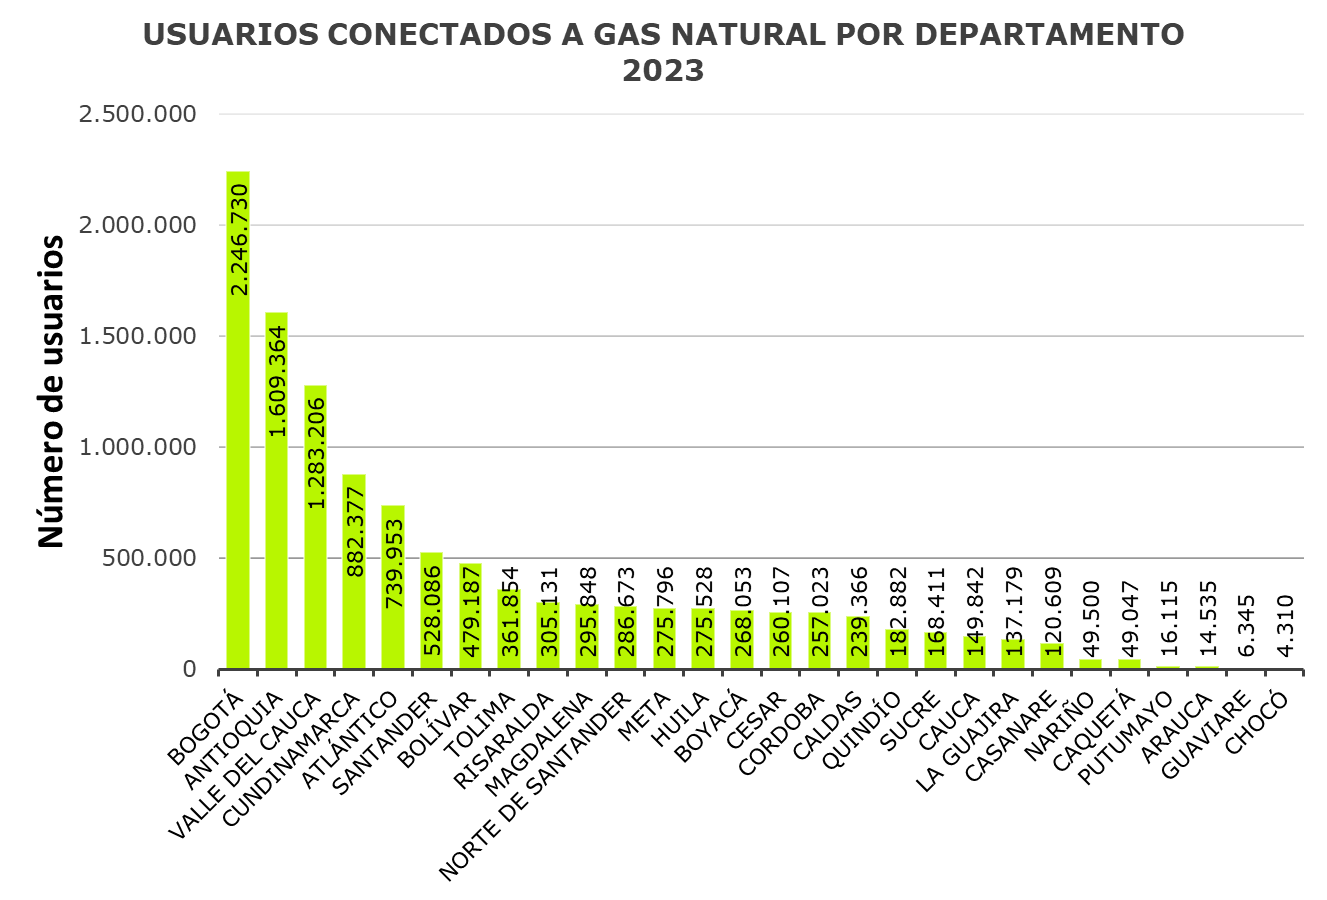 USUARIOS CONECTADOS A GAS NATURAL POR DEPARTAMENTO
2023
Número de usuarios
2.500.000
2.000.000
1.500.000
1.000.000
500.000
0
2.246.730
1.609.364
1.283.206
882.377
739.953
528.086
479.187
361.854
305.131
295.848
286.673
275.796
275.528
268.053
260.107
257.023
239.366
182.882
168.411
149.842
137.179
120.609
49.500
49.047
16.115
14.535
6.345
4.310
BOGOTÁ
ANTIOQUIA
VALLE DEL CAUCA
CUNDINAMARCA
ATLÁNTICO
SANTANDER
BOLÍVAR
TOLIMA
RISARALDA
MAGDALENA
NORTE DE SANTANDER
META
HUILA
BOYACÁ
CESAR
CORDOBA
CALDAS
QUINDÍO
SUCRE
CAUCA
LA GUAJIRA
CASANARE
NARIÑO
CAQUETÁ
PUTUMAYO
ARAUCA
GUAVIARE
CHOCÓ